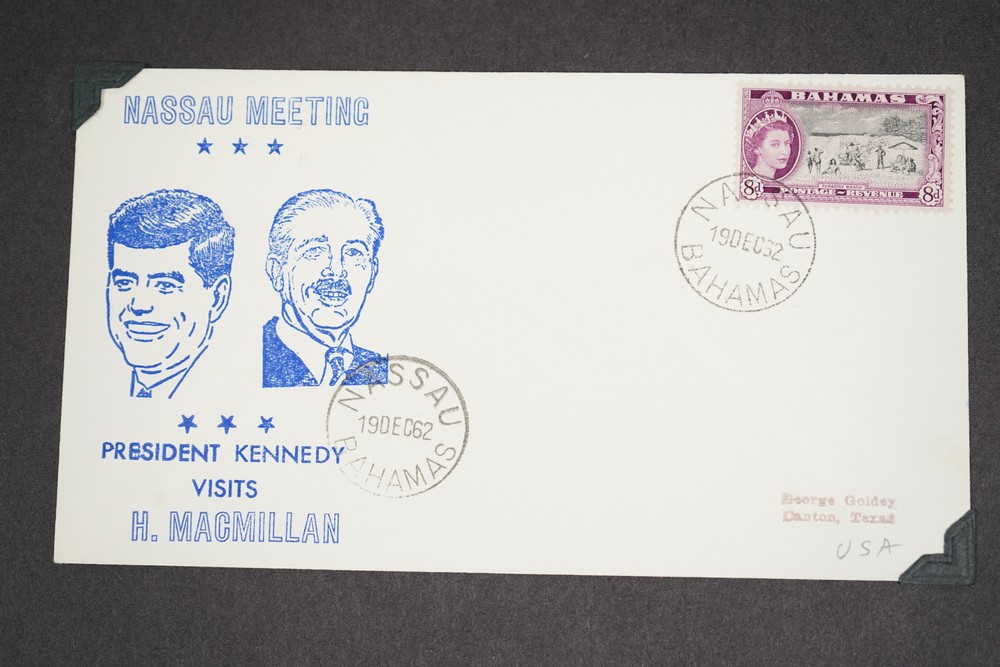 NASSAU MEETING
PRESIDENT KENNEDY
VISITS
H. MACMILLAN
NASSAU
19DEC62
BAHAMAS
BAHAMAS
8d
8d
POSTAGE~REVENUE
NASSAU
19DEC62
BAHAMAS
George Goldey
Canton, Texas
USA